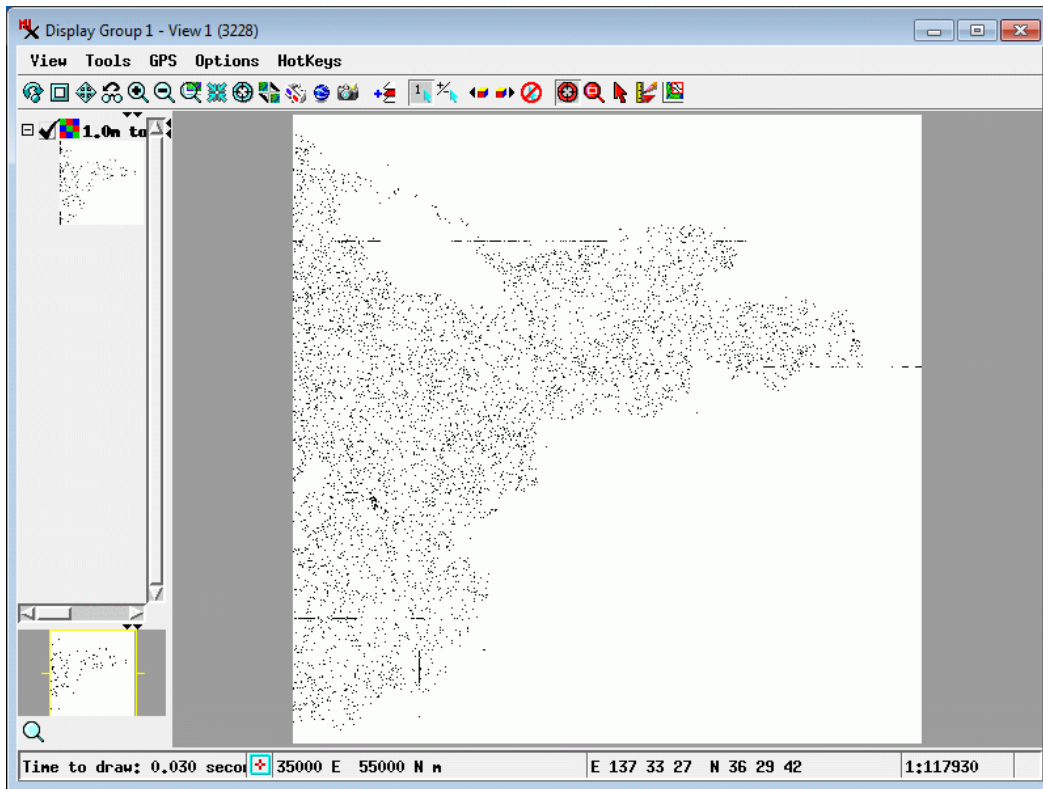 Display Group 1 - View 1 (3228)
View Tools GPS Options HotKeys
1.0m to
Time to draw: 0.030 secon
35000 E 55000 N m
E 137 33 27 N 36 29 42
1:117930